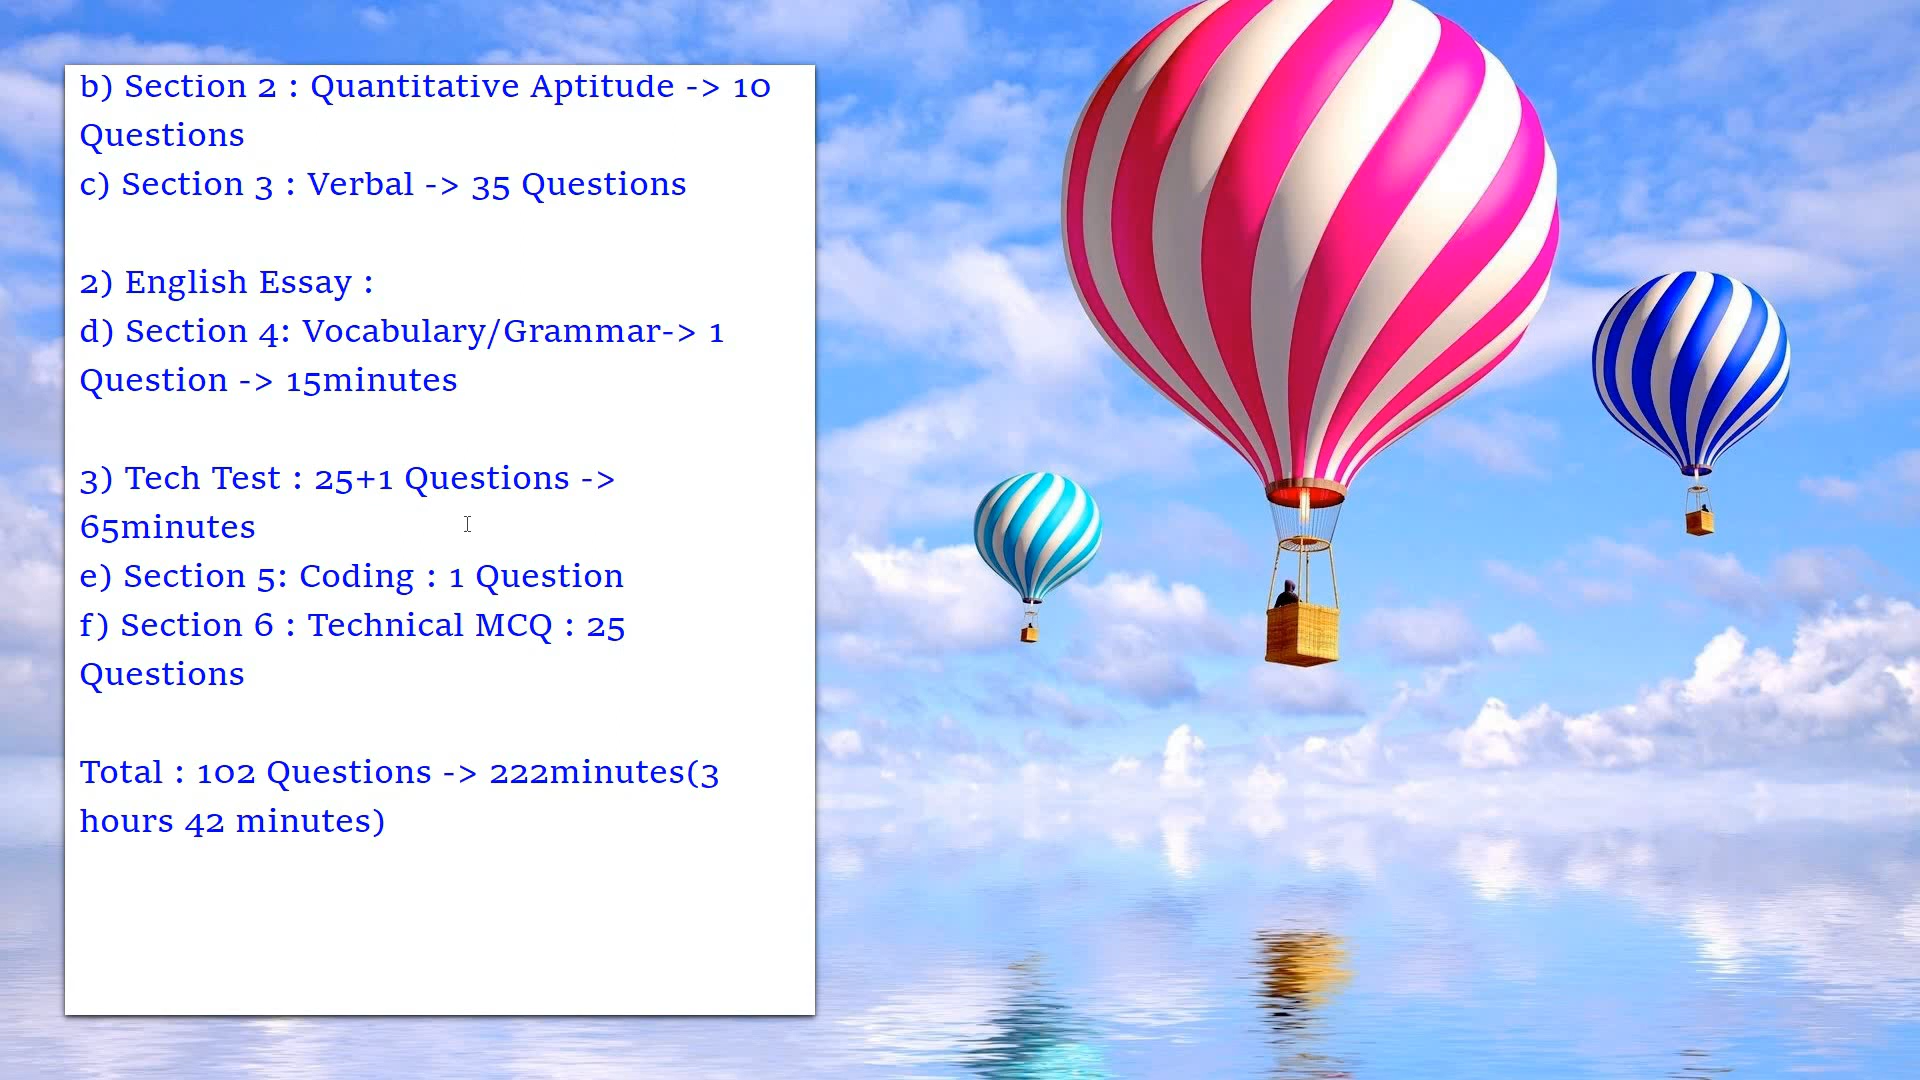 b) Section 2 : Quantitative Aptitude -> 10
Questions
c) Section 3 : Verbal -> 35 Questions
2) English Essay :
d) Section 4: Vocabulary/Grammar-> 1
Question -> 15minutes
3) Tech Test : 25+1 Questions ->
65minutes
e) Section 5: Coding : 1 Question
f) Section 6 : Technical MCQ : 25
Questions
Total : 102 Questions -> 222minutes(3
hours 42 minutes)